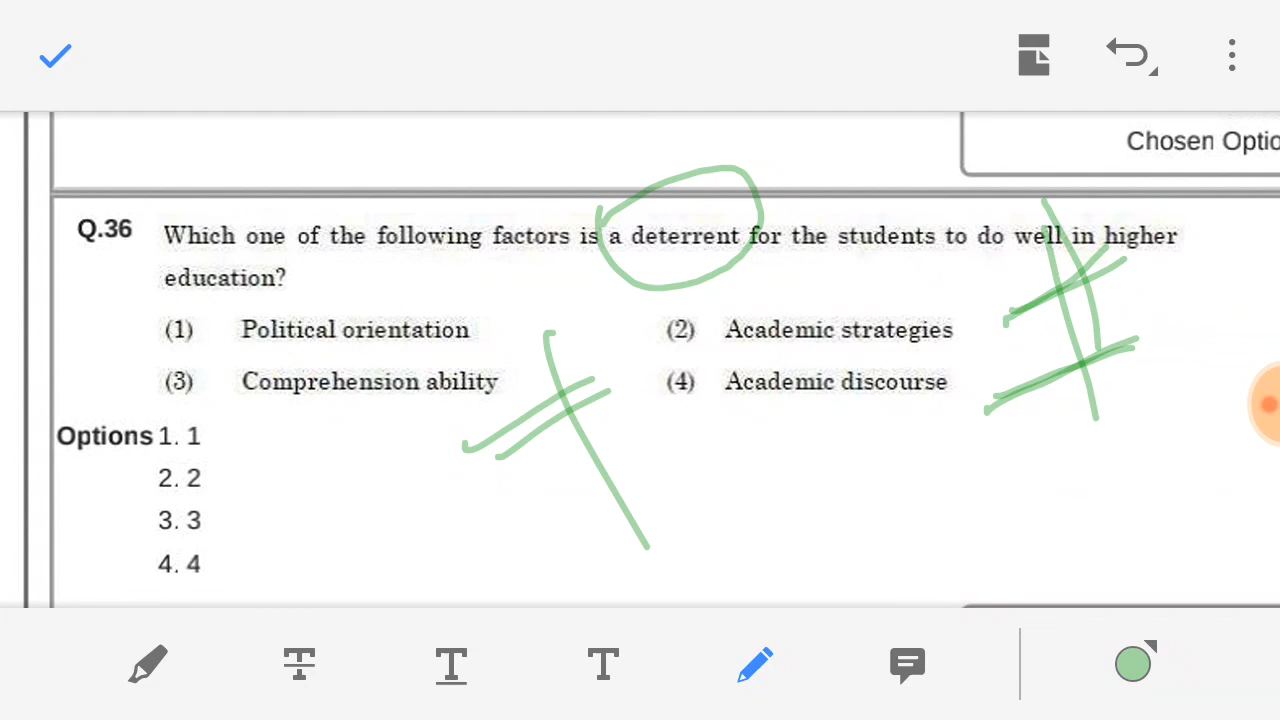 Chosen Optio
Q.36 Which one of the following factors is a deterrent for the students to do well in higher
education?
(1) Political orientation (2) Academic strategies
(3) Comprehension ability (4) Academic discourse
Options 1. 1
2. 2
3. 3
4. 4
T T T